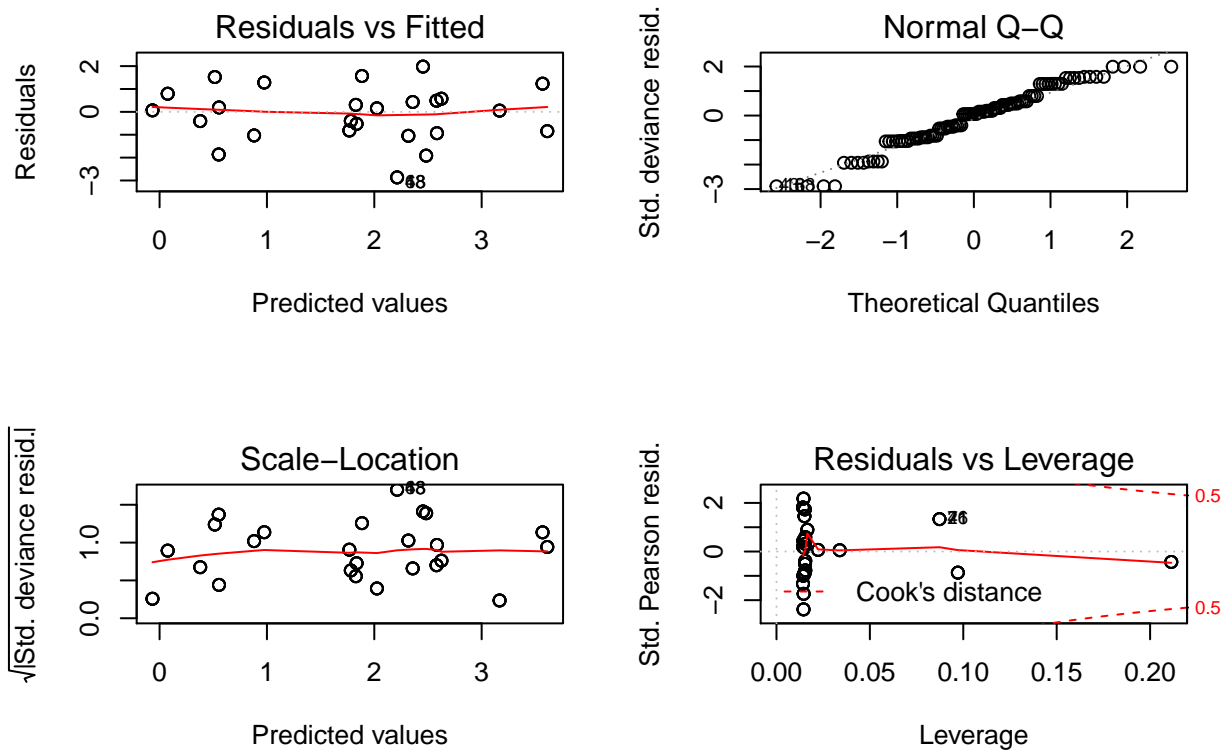 Residuals vs Fitted
Residuals
2
0
−3
0 1 2 3
Predicted values
Normal Q−Q
Std. deviance resid.
2
0
−3
−2 −1 0 1 2
Theoretical Quantiles
Scale−Location
√|Std. deviance resid.|
1.0
0.0
0 1 2 3
Predicted values
Residuals vs Leverage
Std. Pearson resid.
2
0
−2
0.5
0.5
Cook's distance
0.00 0.05 0.10 0.15 0.20
Leverage